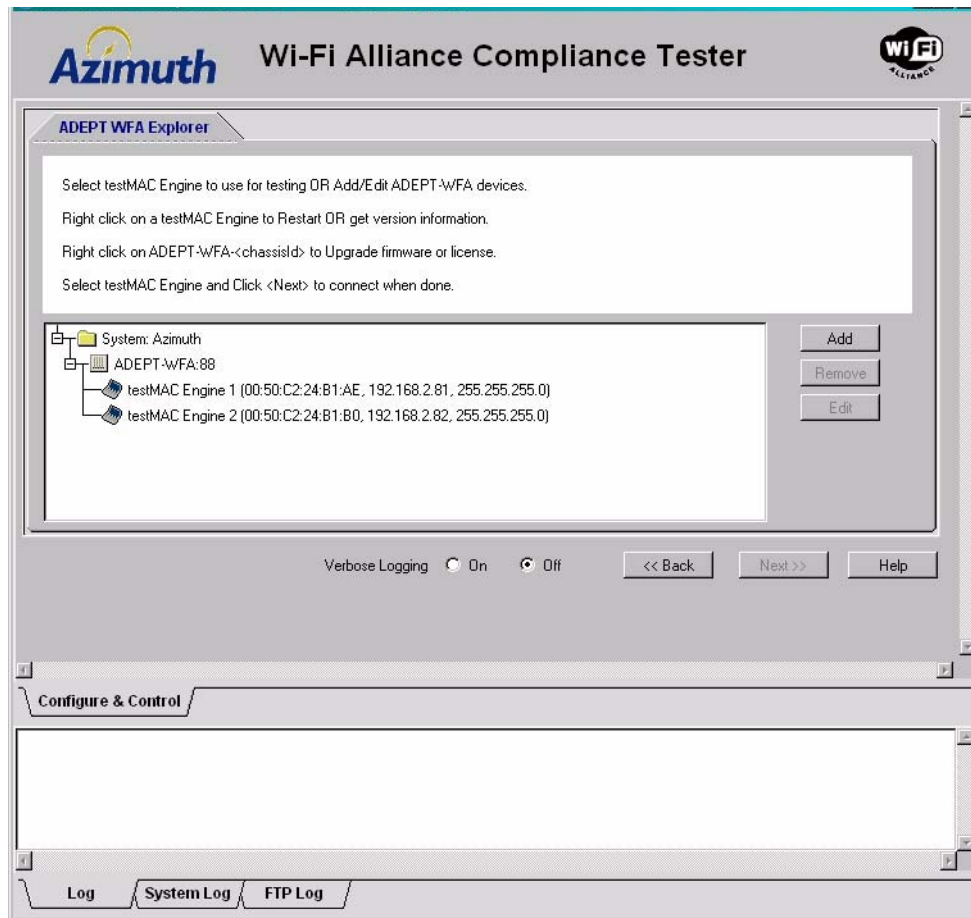 Azimuth
Wi-Fi Alliance Compliance Tester
Wi Fi
ALLIANCE
ADEPT WFA Explorer
Select testMAC Engine to use for testing OR Add/Edit ADEPT-WFA devices.
Right click on a testMAC Engine to Restart OR get version information.
Right click on ADEPT-WFA-<chassisId> to Upgrade firmware or license.
Select testMAC Engine and Click <Next> to connect when done.
System: Azimuth
ADEPT-WFA:88
testMAC Engine 1 (00:50:C2:24:B1:AE, 192.168.2.81, 255.255.255.0)
testMAC Engine 2 (00:50:C2:24:B1:B0, 192.168.2.82, 255.255.255.0)
Add
Remove
Edit
Verbose Logging On Off << Back Next >> Help
Configure & Control
Log System Log FTP Log